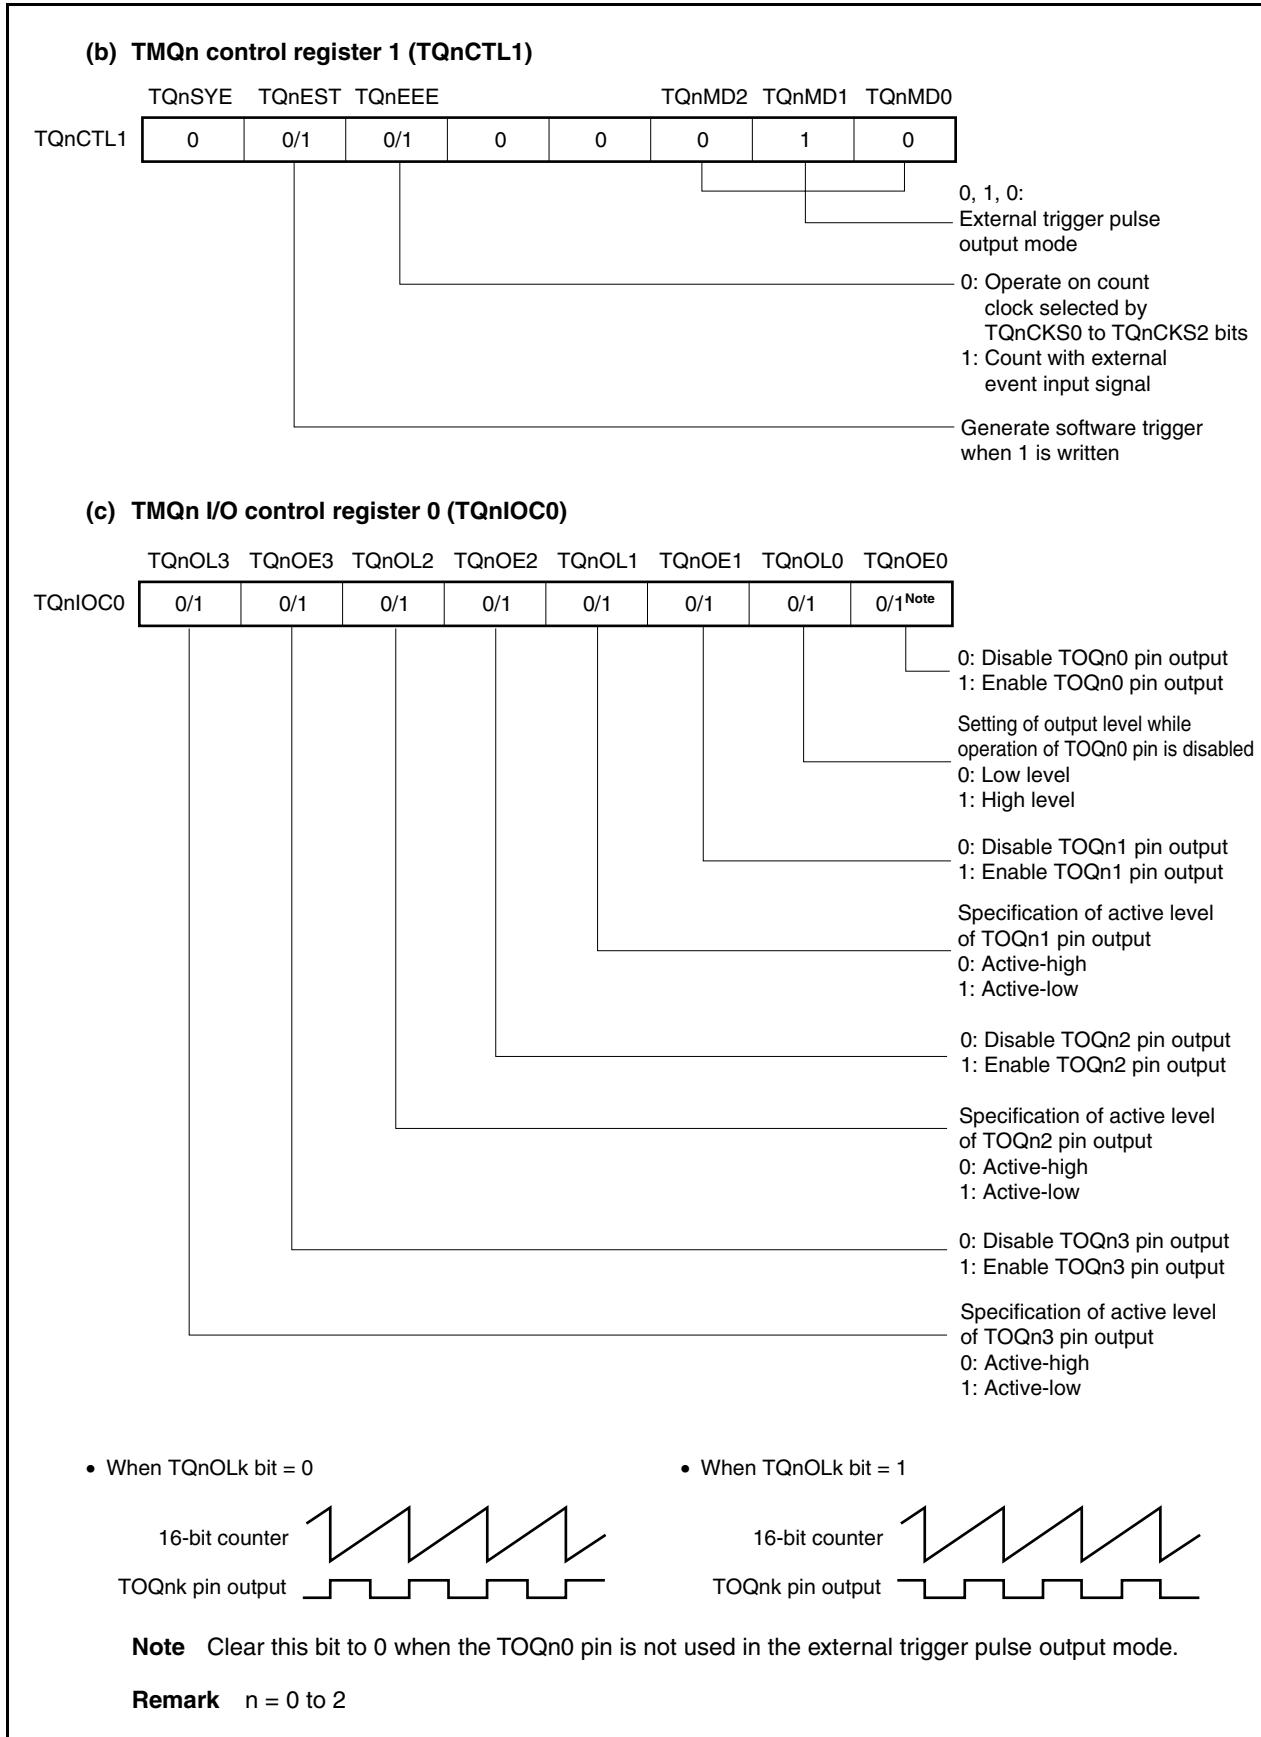 (b) TMQn control register 1 (TQnCTL1)
TQnSYE TQnEST TQnEEE TQnMD2 TQnMD1 TQnMD0
TQnCTL1 0 0/1 0/1 0 0 0 1 0
0, 1, 0:
External trigger pulse
output mode
0: Operate on count
clock selected by
TQnCKS0 to TQnCKS2 bits
1: Count with external
event input signal
Generate software trigger
when 1 is written
(c) TMQn I/O control register 0 (TQnIOC0)
TQnOL3 TQnOE3 TQnOL2 TQnOE2 TQnOL1 TQnOE1 TQnOL0 TQnOE0
TQnIOC0 0/1 0/1 0/1 0/1 0/1 0/1 0/1 0/1Note
0: Disable TOQn0 pin output
1: Enable TOQn0 pin output
Setting of output level while
operation of TOQn0 pin is disabled
0: Low level
1: High level
0: Disable TOQn1 pin output
1: Enable TOQn1 pin output
Specification of active level
of TOQn1 pin output
0: Active-high
1: Active-low
0: Disable TOQn2 pin output
1: Enable TOQn2 pin output
Specification of active level
of TOQn2 pin output
0: Active-high
1: Active-low
0: Disable TOQn3 pin output
1: Enable TOQn3 pin output
Specification of active level
of TOQn3 pin output
0: Active-high
1: Active-low
• When TQnOLk bit = 0 • When TQnOLk bit = 1
16-bit counter 16-bit counter
TOQnk pin output TOQnk pin output
Note Clear this bit to 0 when the TOQn0 pin is not used in the external trigger pulse output mode.
Remark n = 0 to 2